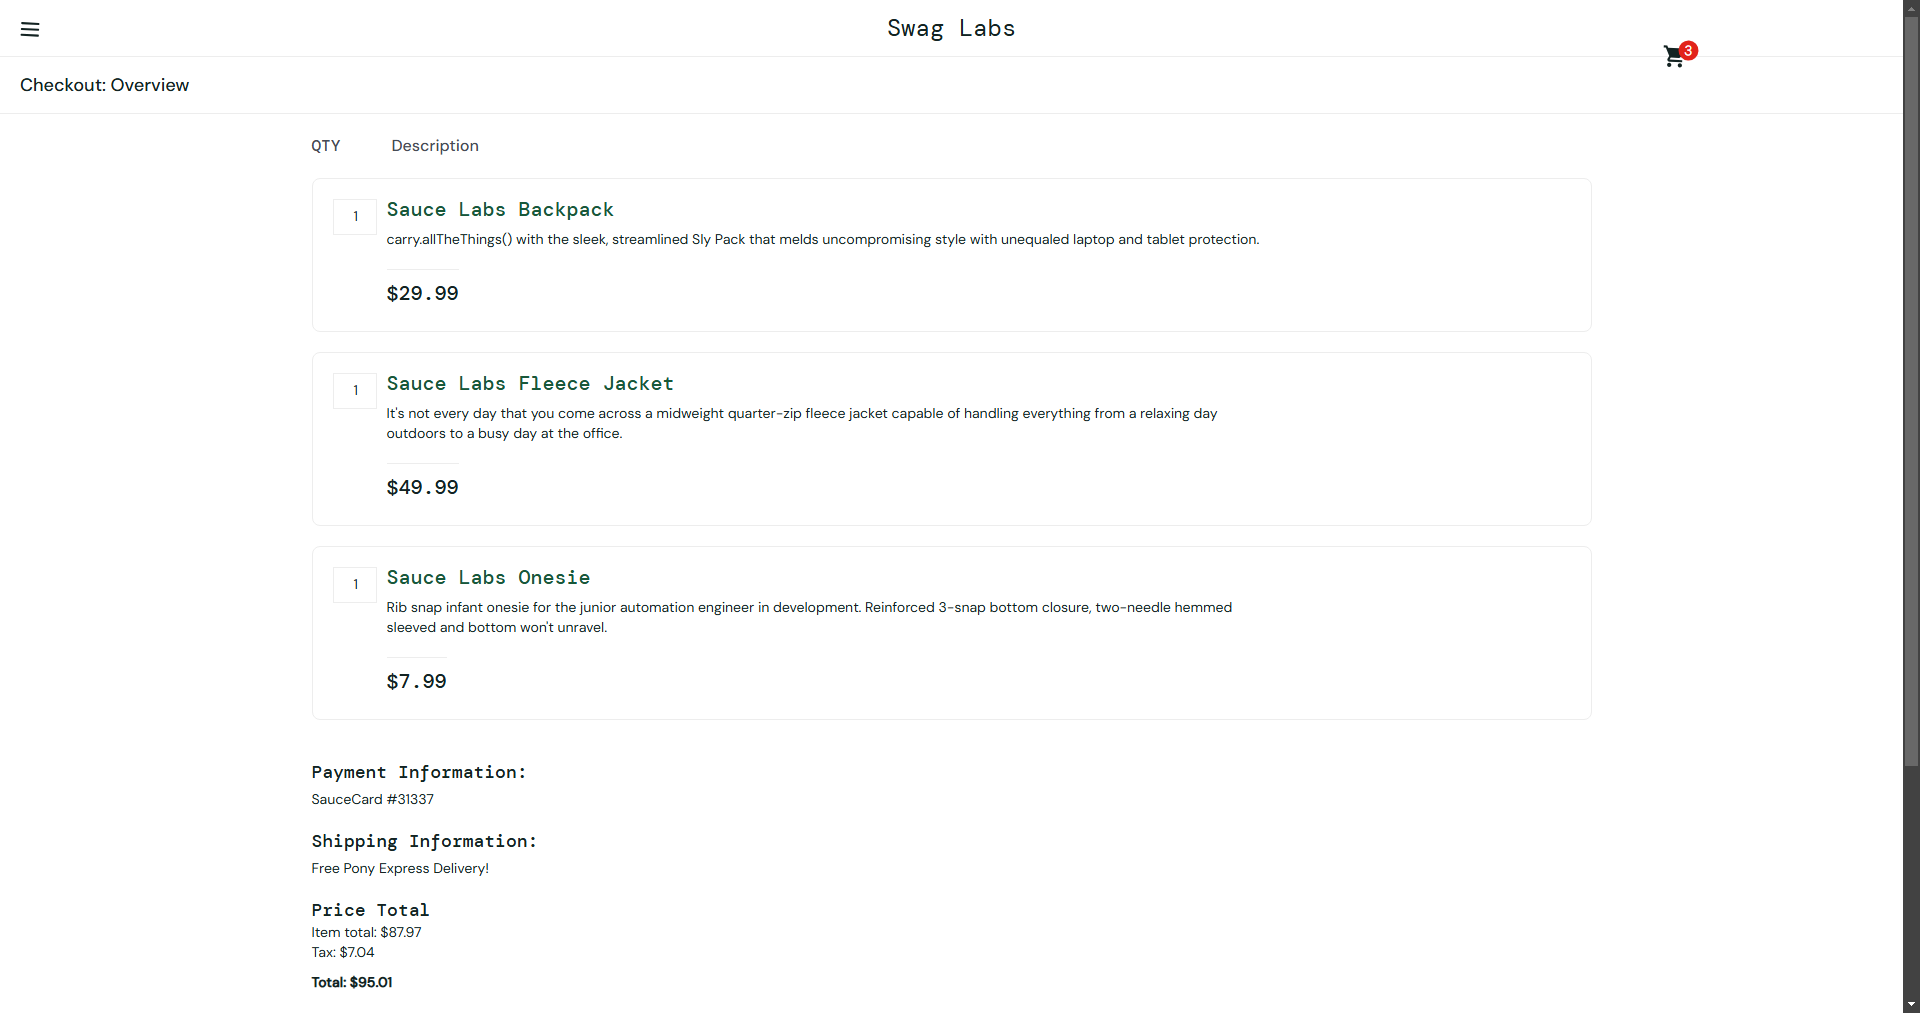 Swag Labs
3
Checkout: Overview
QTY Description
1
Sauce Labs Backpack
carry.allTheThings() with the sleek, streamlined Sly Pack that melds uncompromising style with unequaled laptop and tablet protection.
$29.99
1
Sauce Labs Fleece Jacket
It's not every day that you come across a midweight quarter-zip fleece jacket capable of handling everything from a relaxing day
outdoors to a busy day at the office.
$49.99
1
Sauce Labs Onesie
Rib snap infant onesie for the junior automation engineer in development. Reinforced 3-snap bottom closure, two-needle hemmed
sleeved and bottom won't unravel.
$7.99
Payment Information:
SauceCard #31337
Shipping Information:
Free Pony Express Delivery!
Price Total
Item total: $87.97
Tax: $7.04
Total: $95.01